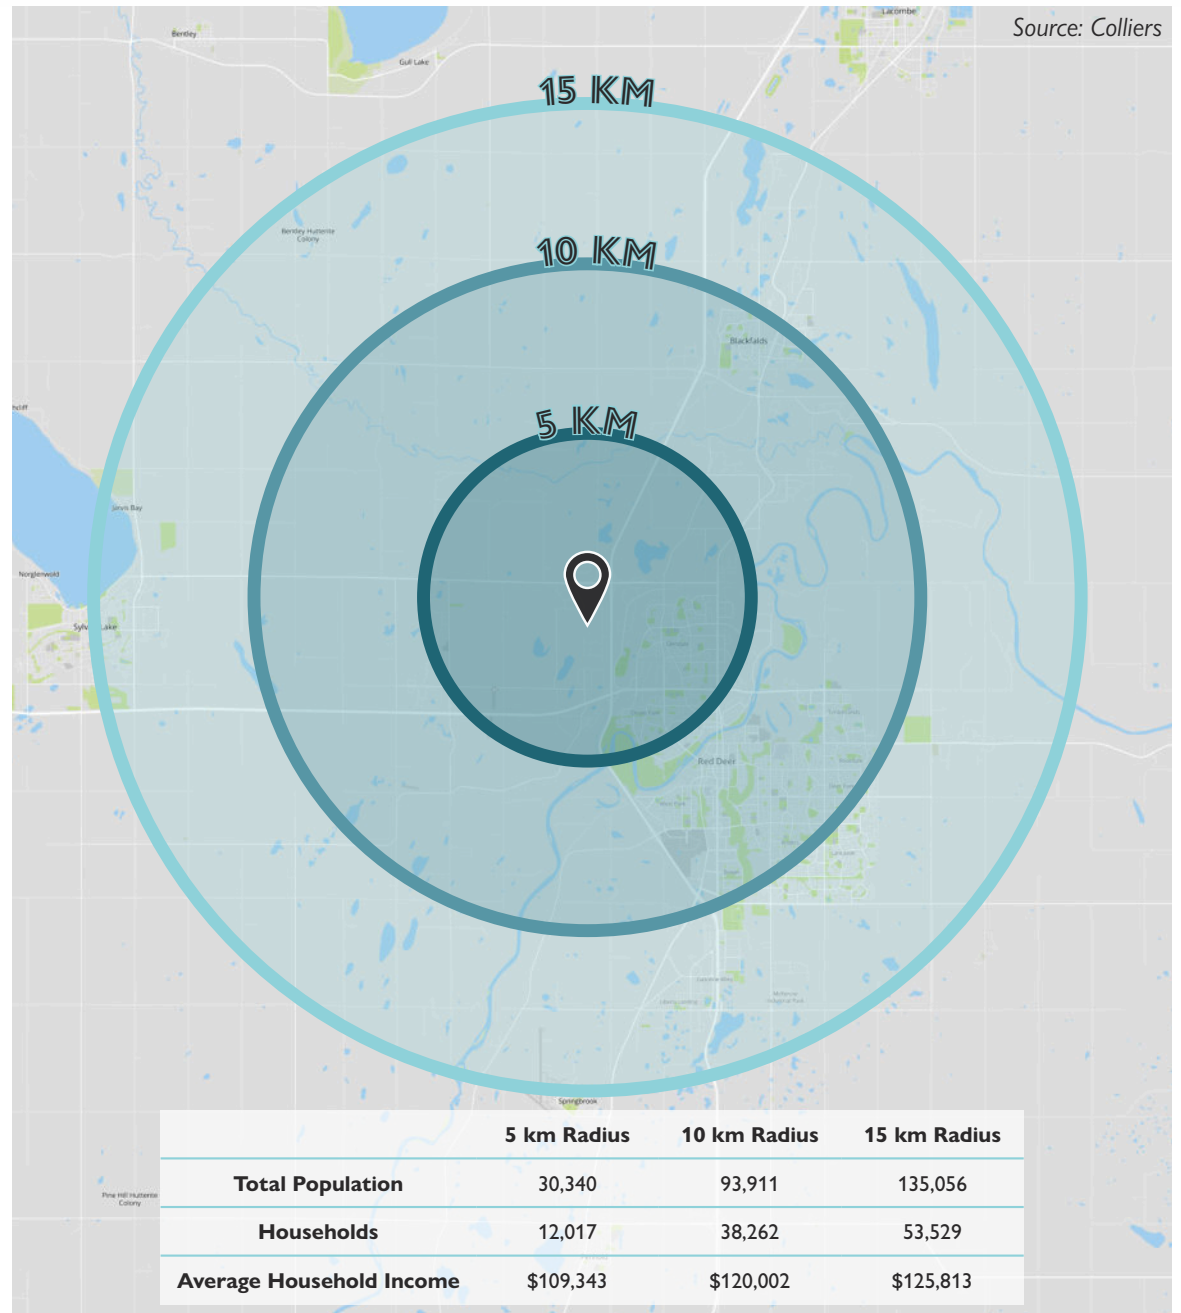 Lacombe
Source: Colliers
Bentley
Gull Lake
15 KM
Bentley Hutterite
Colony
10 KM
Blackfalds
5 KM
Jarvis Bay
Norglenwold
Sylvan Lake
Red Deer
Springbrook
5 km Radius 10 km Radius 15 km Radius
Total Population 30,340 93,911 135,056
Pine Hill Hutterite
Colony
Households 12,017 38,262 53,529
Average Household Income $109,343 $120,002 $125,813